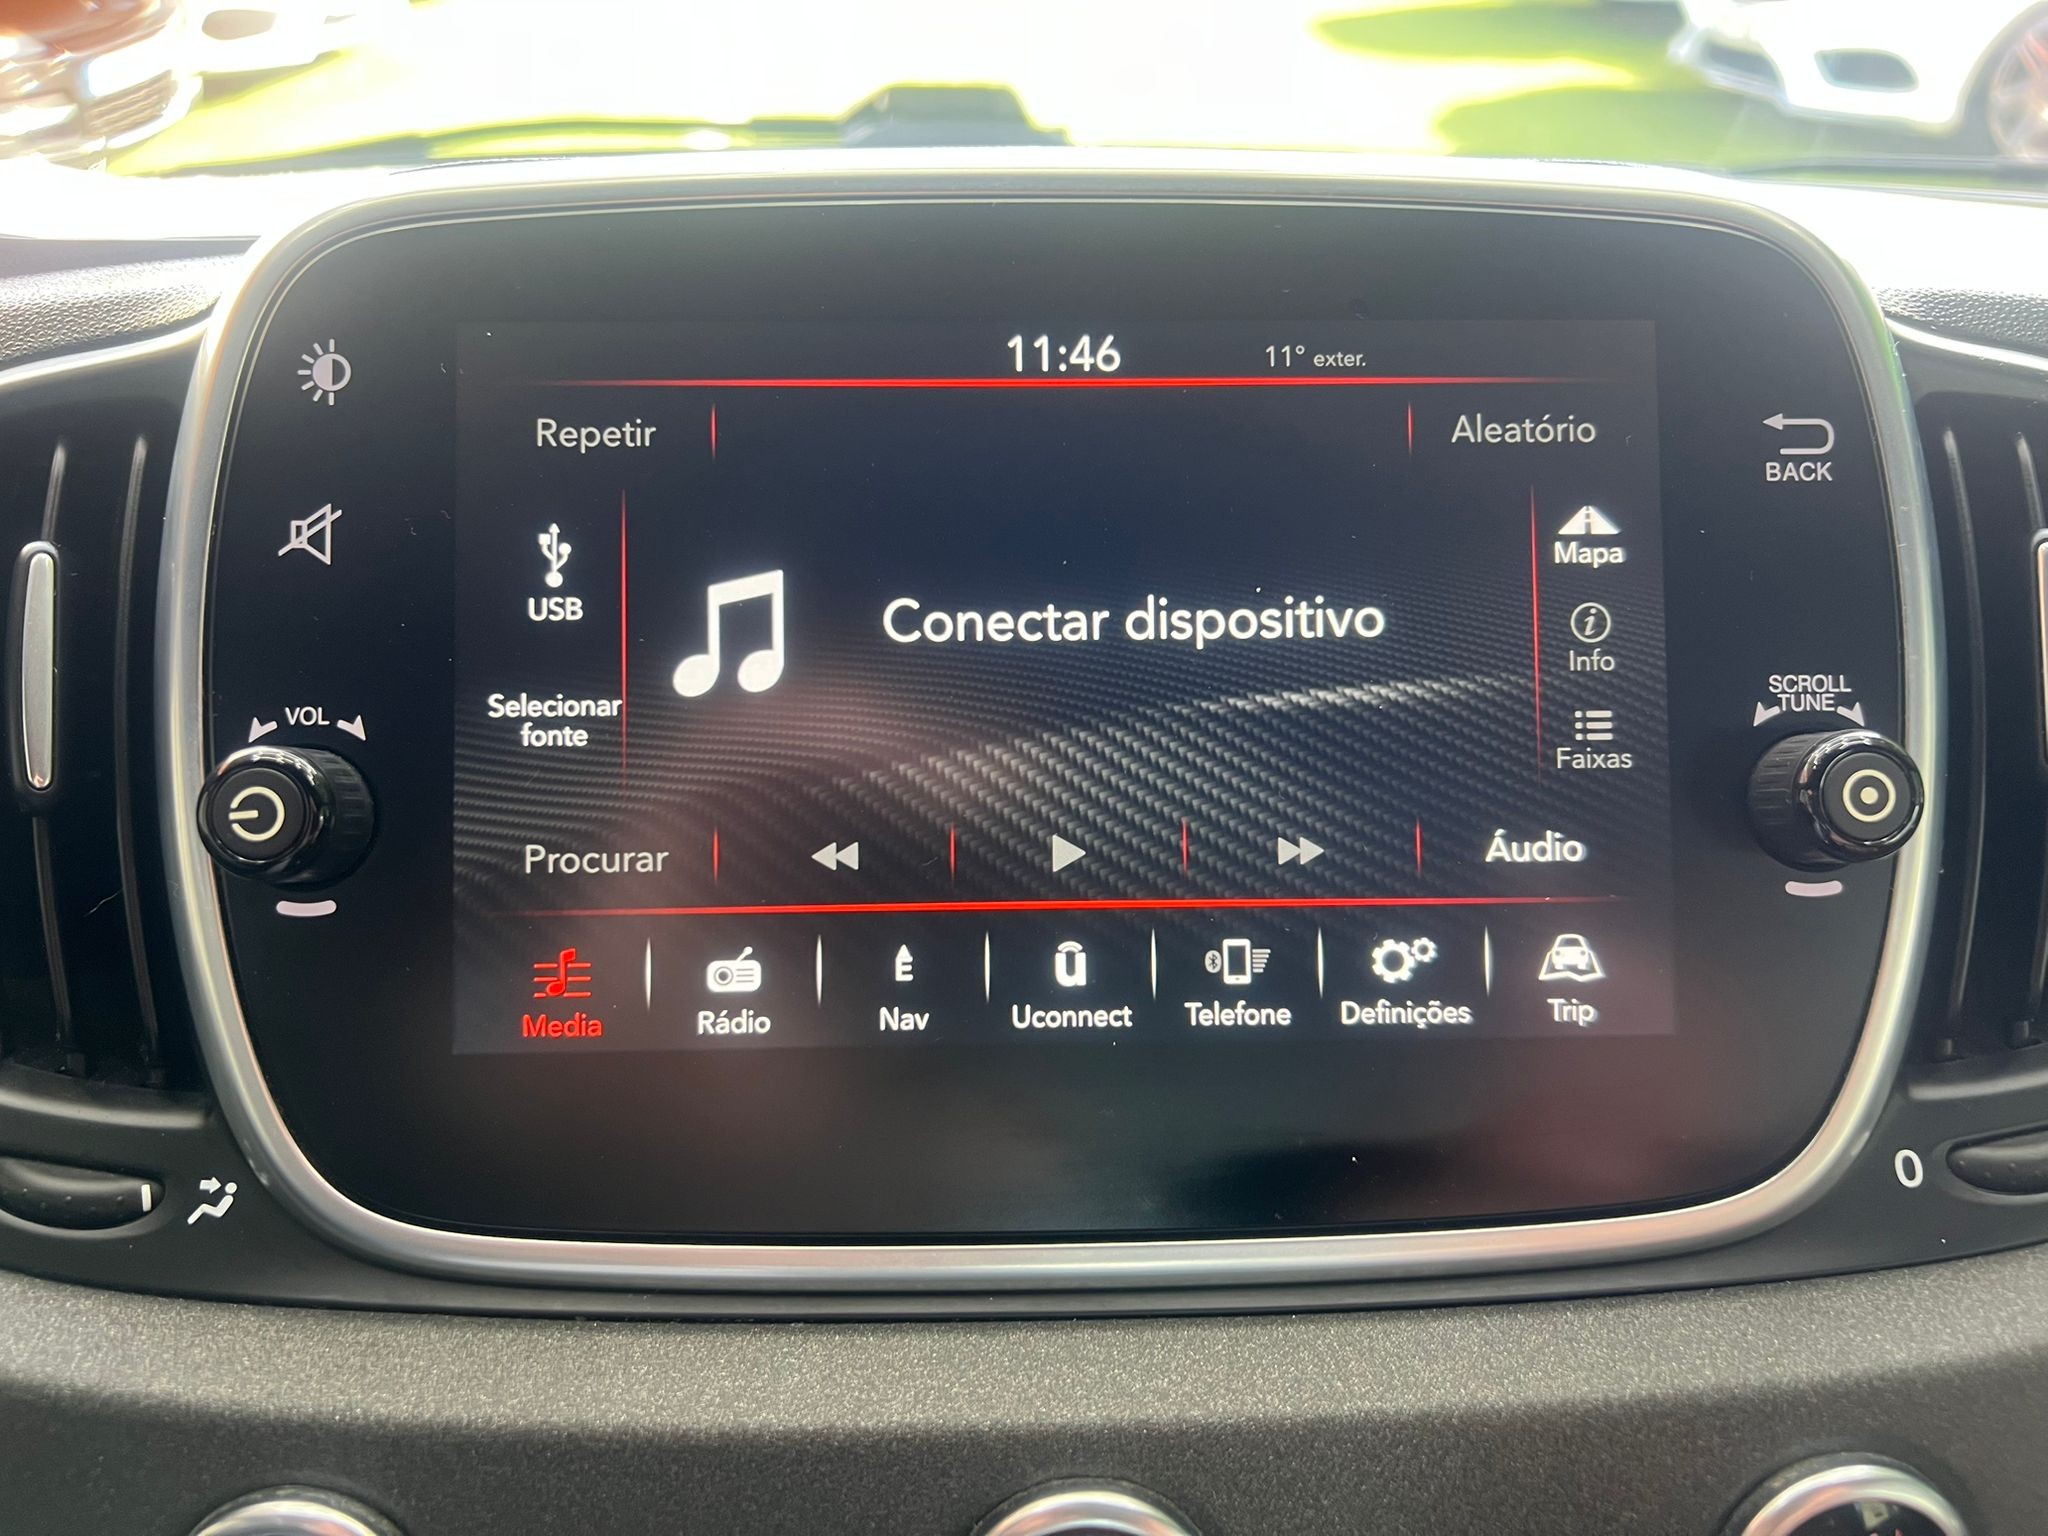 11:46
11° exter.
Repetir
Aleatório
BACK
USB
Mapa
Conectar dispositivo
Info
Selecionar
fonte
VOL
SCROLL
TUNE
Faixas
Procurar
Áudio
Media
Rádio
E
Nav
Uconnect
Telefone
Definições
Trip
0